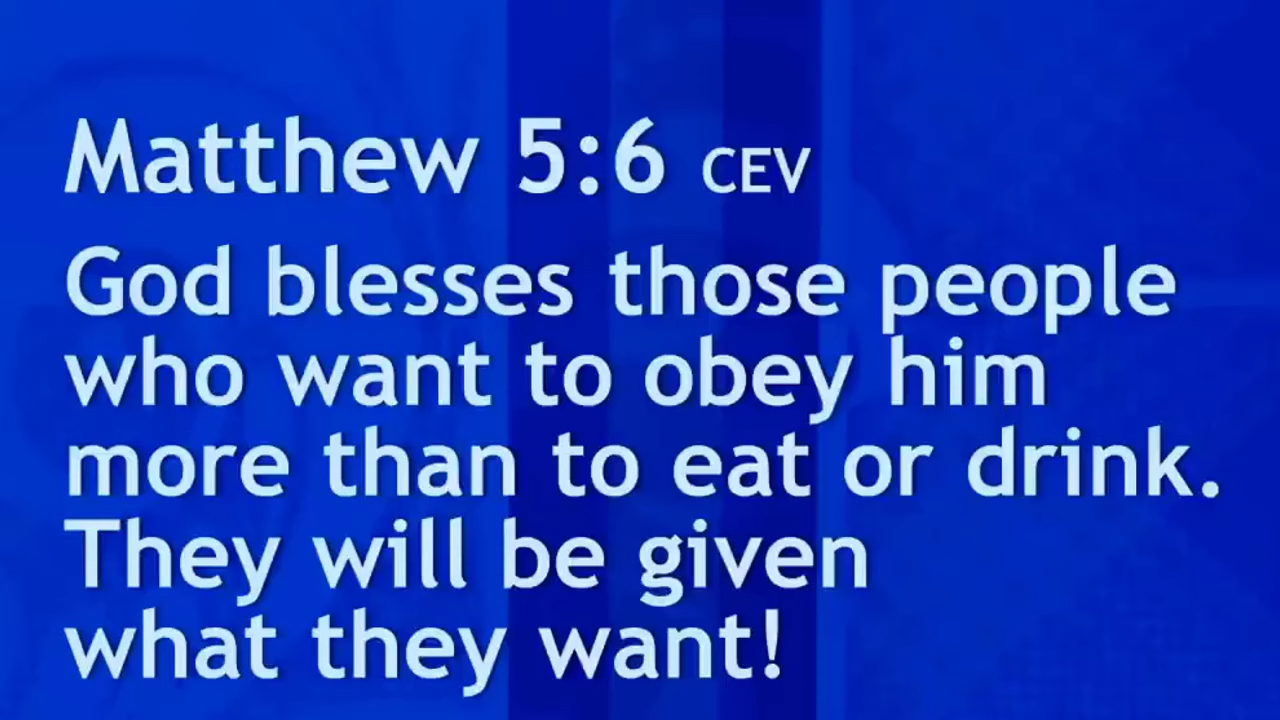 Matthew 5:6 CEV
God blesses those people
who want to obey him
more than to eat or drink.
They will be given
what they want!